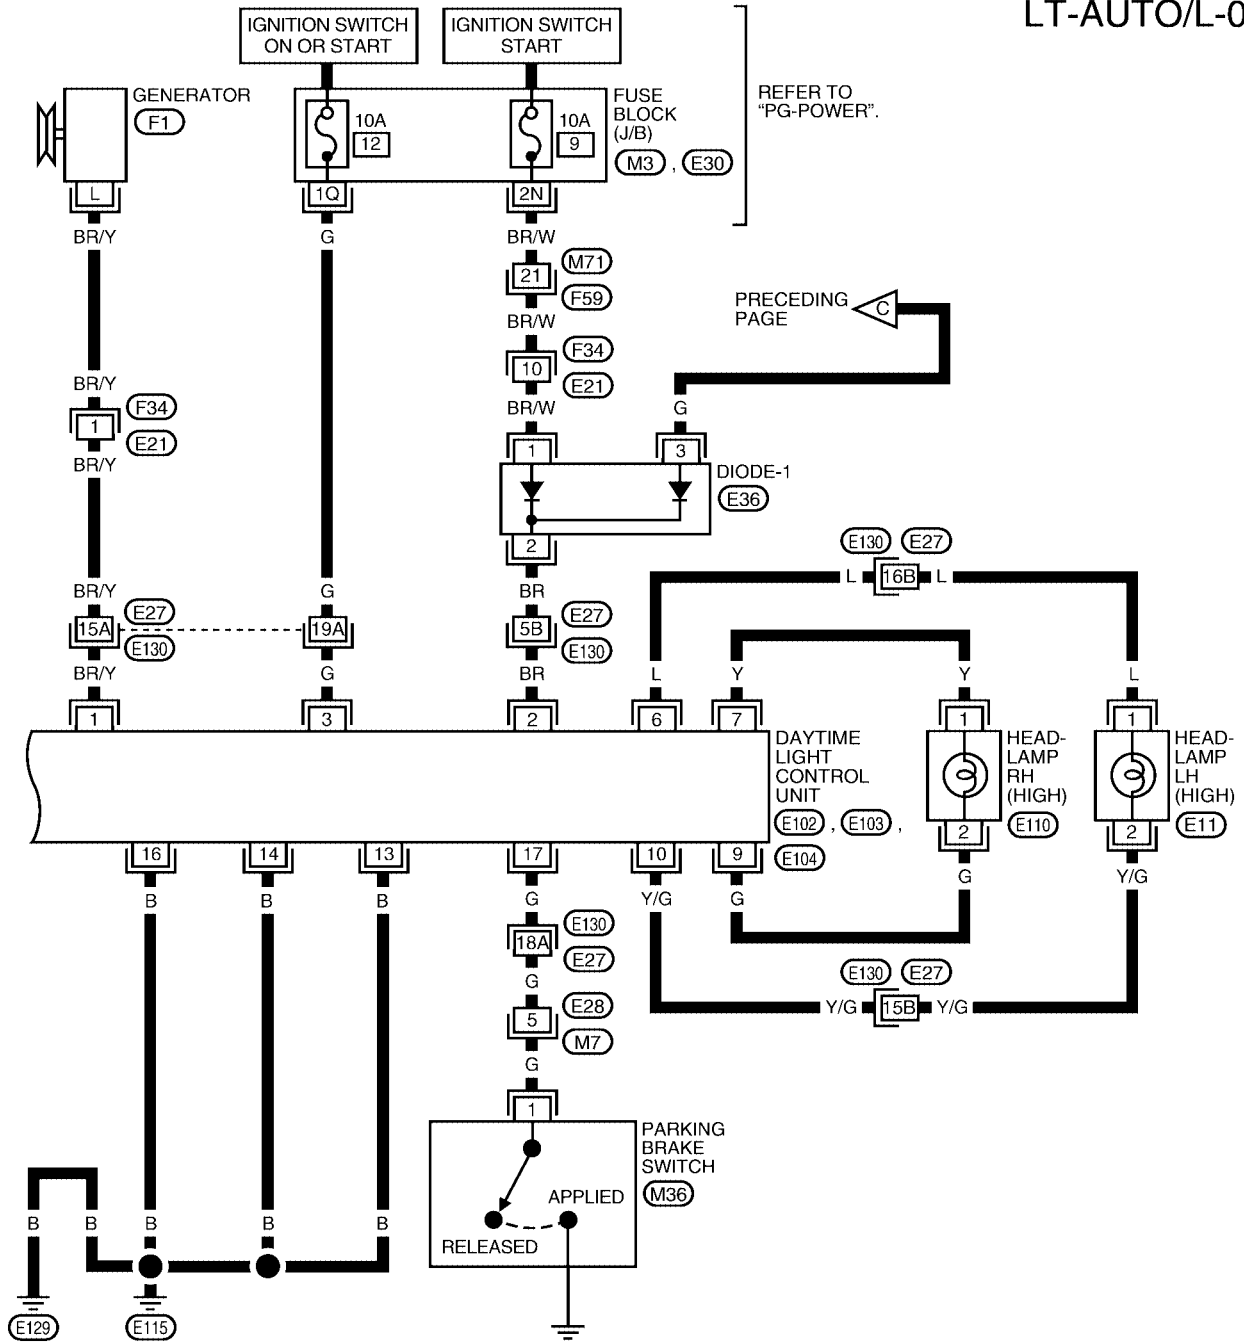 LT-AUTO/L-0
IGNITION SWITCH
ON OR START
IGNITION SWITCH
START
GENERATOR
F1
10A
12
10A
9
FUSE
BLOCK
(J/B)
M3 , E30
REFER TO
“PG-POWER”.
L
1Q
2N
BR/Y
G
BR/W
21
M71
F59
BR/W
PRECEDING
PAGE
C
10
F34
E21
BR/Y
1
F34
E21
BR/Y
BR/W
G
1
3
DIODE-1
E36
2
E130 E27
L 16B L
BR/Y
G
BR
15A
E27
E130
19A
5B
E27
E130
BR/Y
G
BR
L
Y
Y
L
1
3
2
6
7
1
1
DAYTIME
LIGHT
CONTROL
UNIT
E102 , E103 ,
E104
HEAD-
LAMP
RH
(HIGH)
E110
HEAD-
LAMP
LH
(HIGH)
E11
2
2
16
14
13
17
10
9
B
B
B
G
Y/G
G
G
Y/G
18A
E130
E27
G
E130 E27
Y/G 15B Y/G
5
E28
M7
G
1
PARKING
BRAKE
SWITCH
M36
APPLIED
RELEASED
B
B
B
B
B
E129
E115